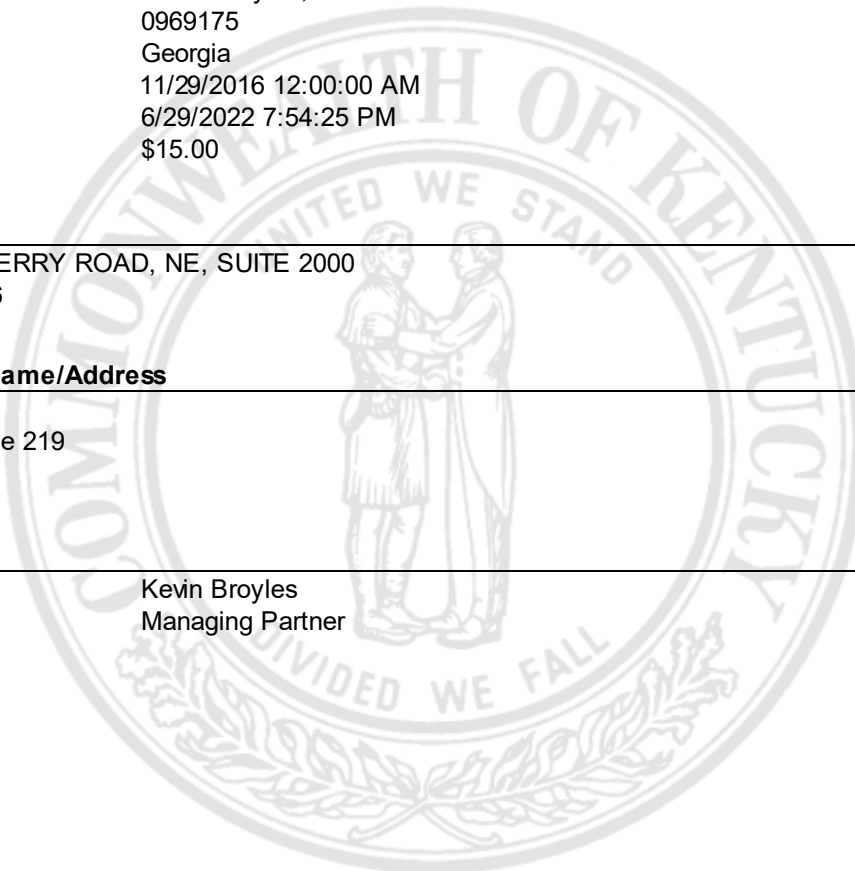 0969175
Georgia
11/29/2016 12:00:00 AM
6/29/2022 7:54:25 PM
$15.00
ERRY ROAD, NE, SUITE 2000
ame/Address
e 219
Kevin Broyles
Managing Partner
COMMONWEALTH OF KENTUCKY
UNITED WE STAND
DIVIDED WE FALL